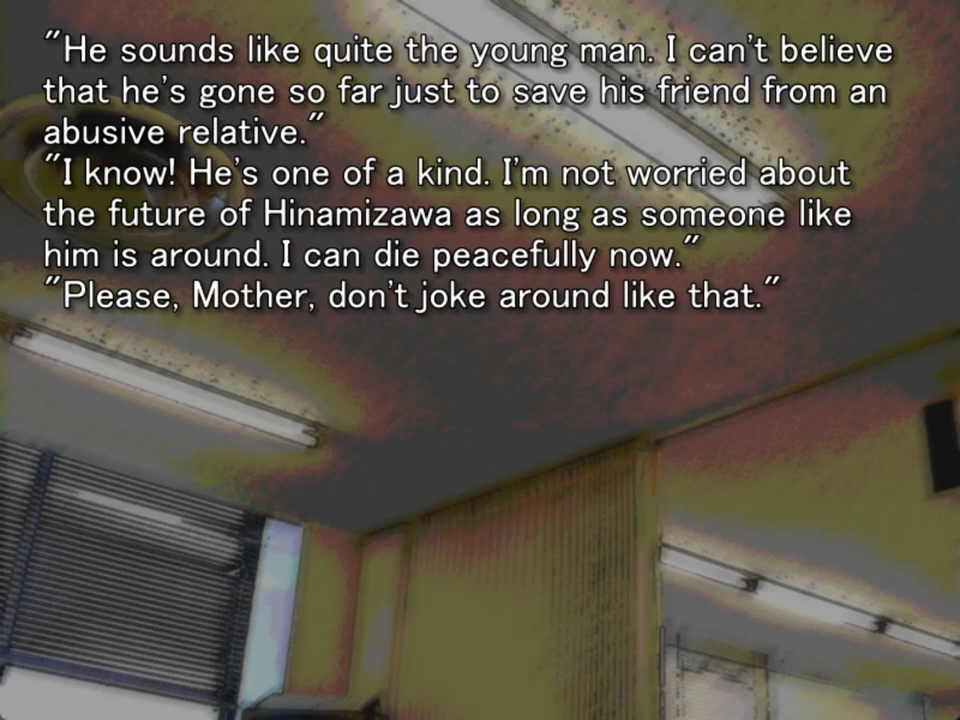 "He sounds like quite the young man. I can't believe
that he's gone so far just to save his friend from an
abusive relative."
"I know! He's one of a kind. I'm not worried about
the future of Hinamizawa as long as someone like
him is around. I can die peacefully now."
"Please, Mother, don't joke around like that."